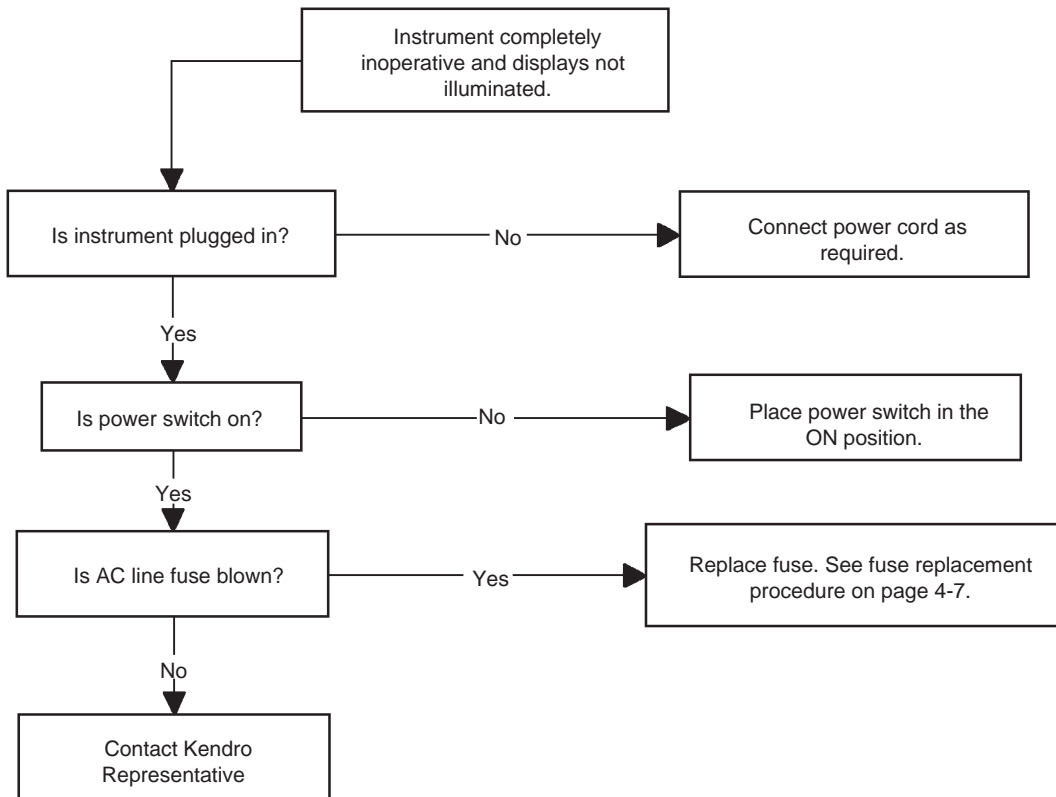 Instrument completely
inoperative and displays not
illuminated.
Is instrument plugged in?
No
Connect power cord as
required.
Yes
Is power switch on?
No
Place power switch in the
ON position.
Yes
Is AC line fuse blown?
Yes
Replace fuse. See fuse replacement
procedure on page 4-7.
No
Contact Kendro
Representative